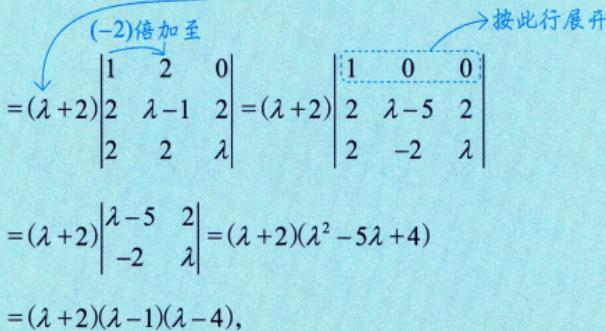 (−2)倍加至
按此行展开
=(λ+2)|1 2 0; 2 λ−1 2; 2 2 λ|=(λ+2)|1 0 0; 2 λ−5 2; 2 −2 λ|
=(λ+2)|λ−5 2; −2 λ|=(λ+2)(λ²−5λ+4)
=(λ+2)(λ−1)(λ−4),